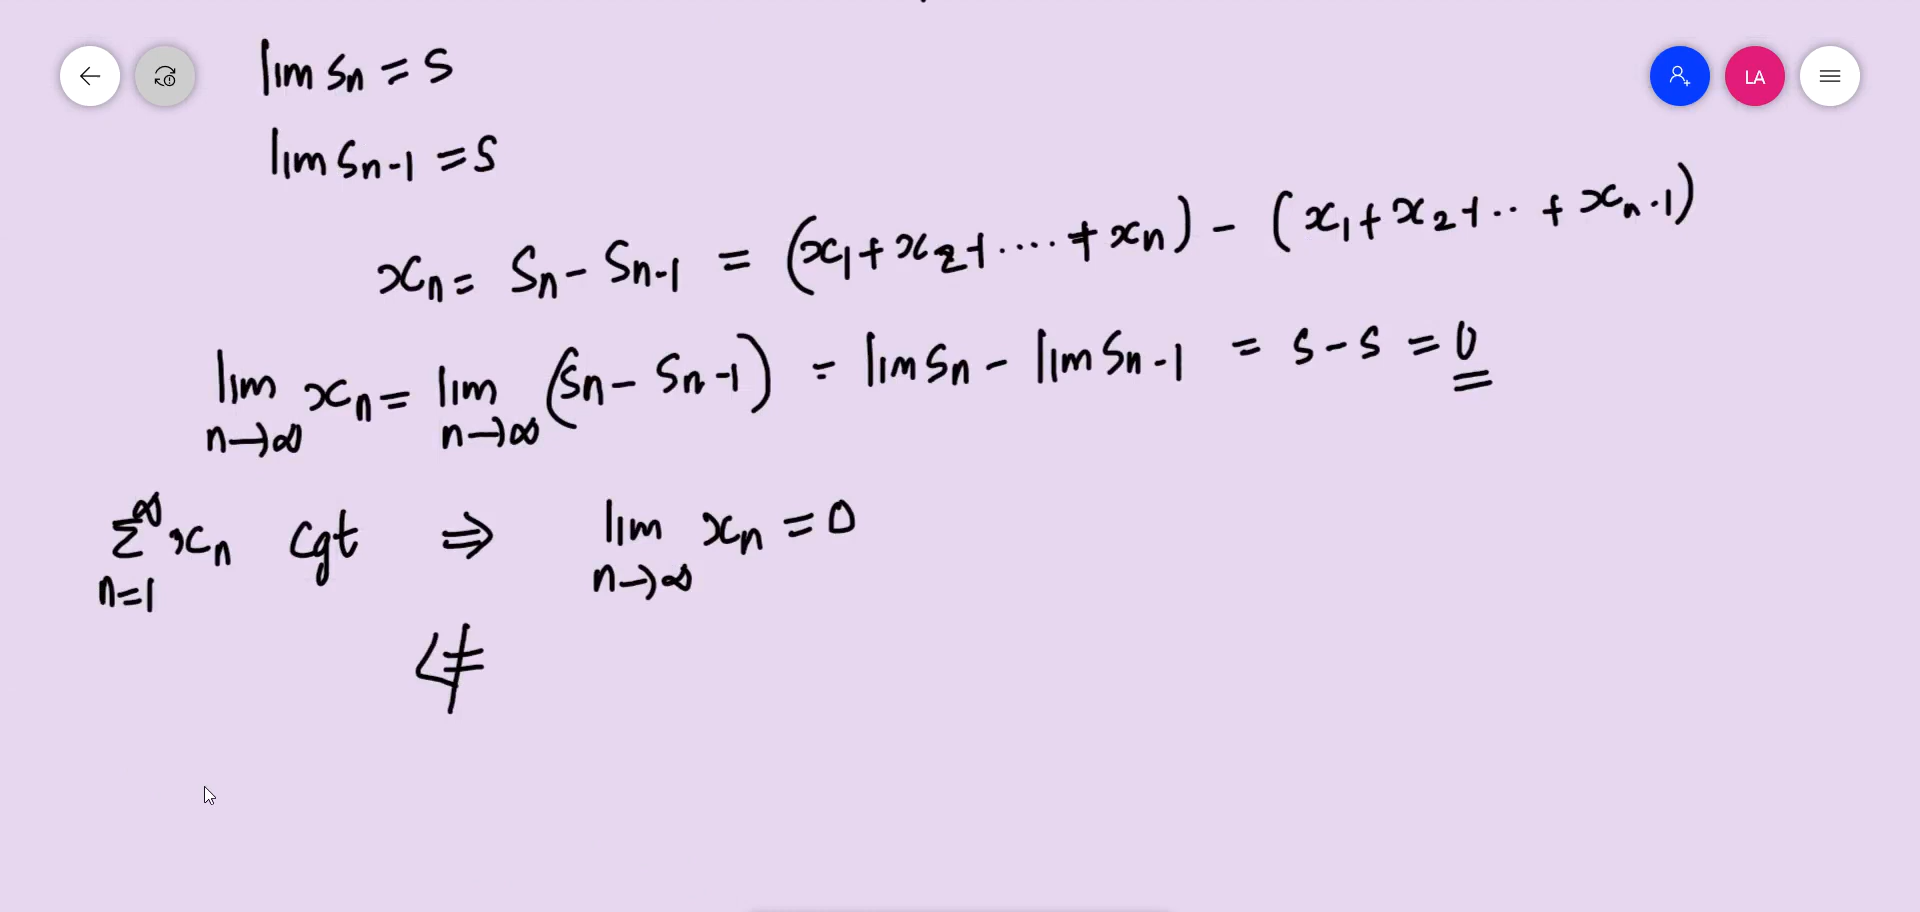 lim Sn = S
LA
lim Sn-1 = S
xn = Sn - Sn-1 = (x1 + x2 + .... + xn) - (x1 + x2 + .. + xn-1)
lim n→∞ xn = lim n→∞ (Sn - Sn-1) = lim Sn - lim Sn-1 = S - S = 0
∑∞ n=1 xn cgt ⇒ lim n→∞ xn = 0
⇍